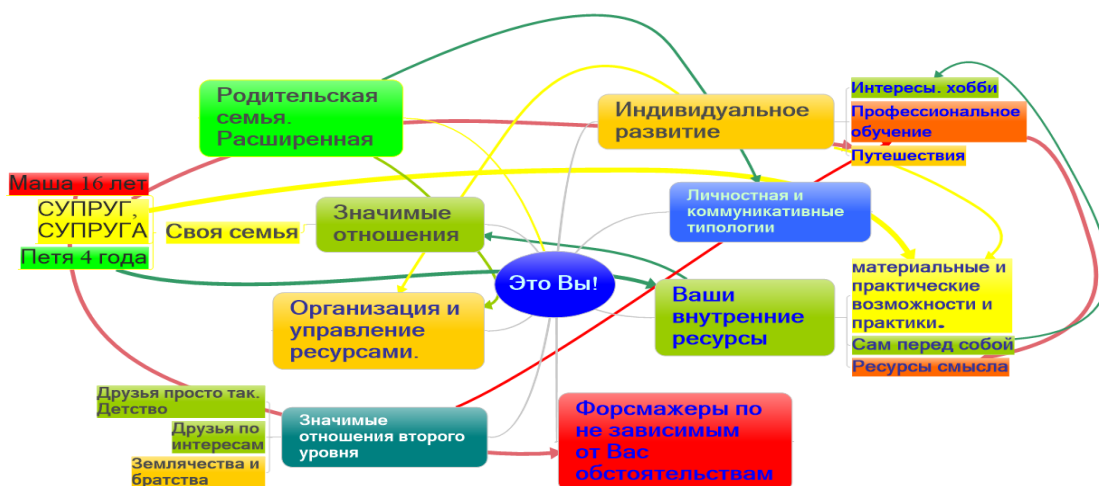 Родительская
семья.
Расширенная
Индивидуальное
развитие
Интересы. хобби
Профессиональное
обучение
Путешествия
Маша 16 лет
СУПРУГ,
СУПРУГА
Петя 4 года
Своя семья
Значимые
отношения
Личностная и
коммуникативные
типологии
Это Вы!
Организация и
управление
ресурсами.
Ваши
внутренние
ресурсы
материальные и
практические
возможности и
практики.
Сам перед собой
Ресурсы смысла
Друзья просто так.
Детство
Друзья по
интересам
Землячества и
братства
Значимые
отношения второго
уровня
Форсмажеры по
не зависимым
от Вас
обстоятельствам